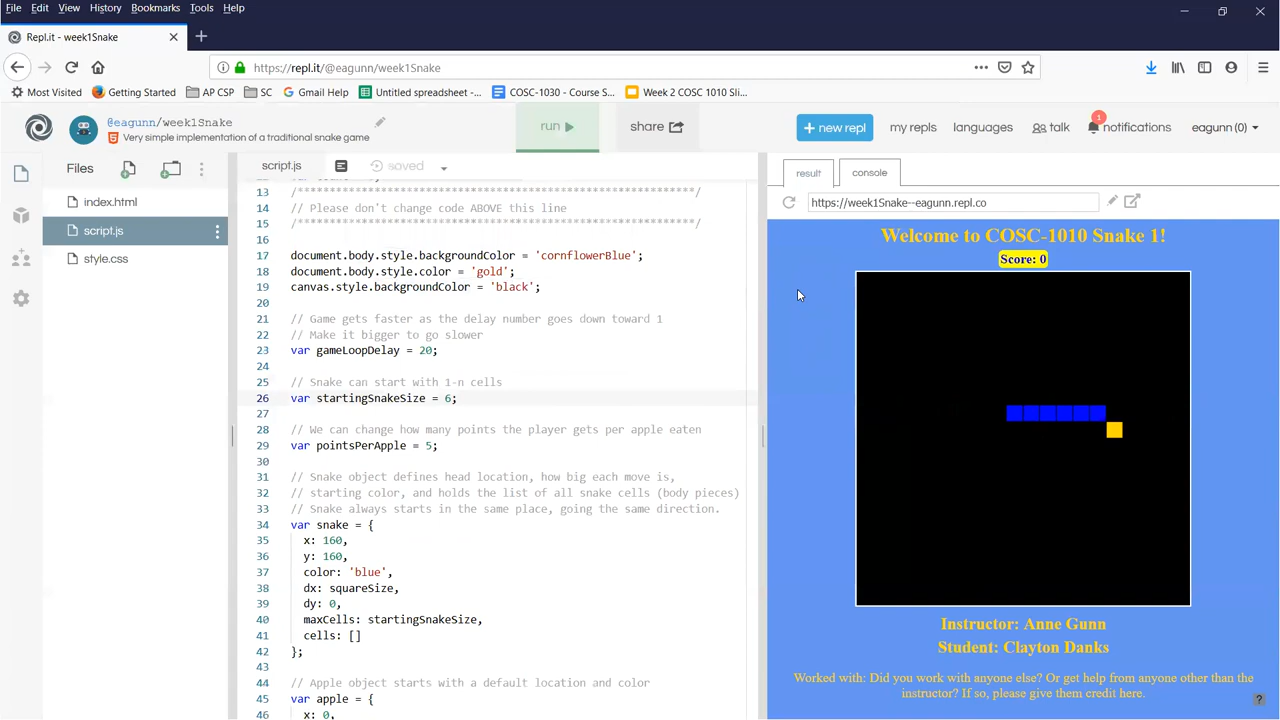 File Edit View History Bookmarks Tools Help
Repl.it - week1Snake
https://repl.it/@eagunn/week1Snake
Most Visited Getting Started AP CSP SC Gmail Help Untitled spreadsheet -... COSC-1030 - Course S... Week 2 COSC 1010 Sli...
@eagunn/week1Snake
Very simple implementation of a traditional snake game
run share + new repl my repls languages talk 1 notifications eagunn (0)
Files script.js saved result console
https://week1Snake--eagunn.repl.co
index.html
script.js
style.css
13 /***************************************************************/
14 // Please don't change code ABOVE this line
15 /***************************************************************/
16
17 document.body.style.backgroundColor = 'cornflowerBlue';
18 document.body.style.color = 'gold';
19 canvas.style.backgroundColor = 'black';
20
21 // Game gets faster as the delay number goes down toward 1
22 // Make it bigger to go slower
23 var gameLoopDelay = 20;
24
25 // Snake can start with 1-n cells
26 var startingSnakeSize = 6;
27
28 // We can change how many points the player gets per apple eaten
29 var pointsPerApple = 5;
30
31 // Snake object defines head location, how big each move is,
32 // starting color, and holds the list of all snake cells (body pieces)
33 // Snake always starts in the same place, going the same direction.
34 var snake = {
35 x: 160,
36 y: 160,
37 color: 'blue',
38 dx: squareSize,
39 dy: 0,
40 maxCells: startingSnakeSize,
41 cells: []
42 };
43
44 // Apple object starts with a default location and color
45 var apple = {
46 x: 0,
Welcome to COSC-1010 Snake 1!
Score: 0
Instructor: Anne Gunn
Student: Clayton Danks
Worked with: Did you work with anyone else? Or get help from anyone other than the
instructor? If so, please give them credit here.
?